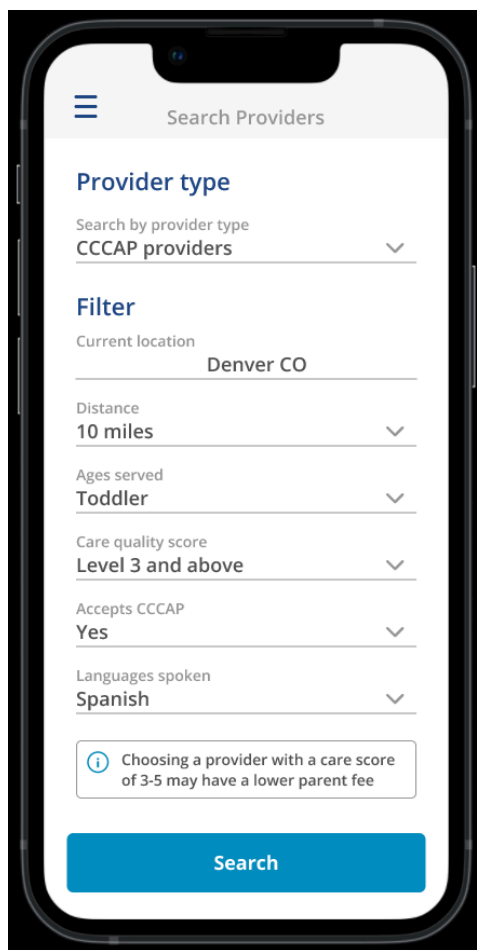 Search Providers
Provider type
Search by provider type
CCCAP providers
Filter
Current location
Denver CO
Distance
10 miles
Ages served
Toddler
Care quality score
Level 3 and above
Accepts CCCAP
Yes
Languages spoken
Spanish
Choosing a provider with a care score
of 3-5 may have a lower parent fee
Search